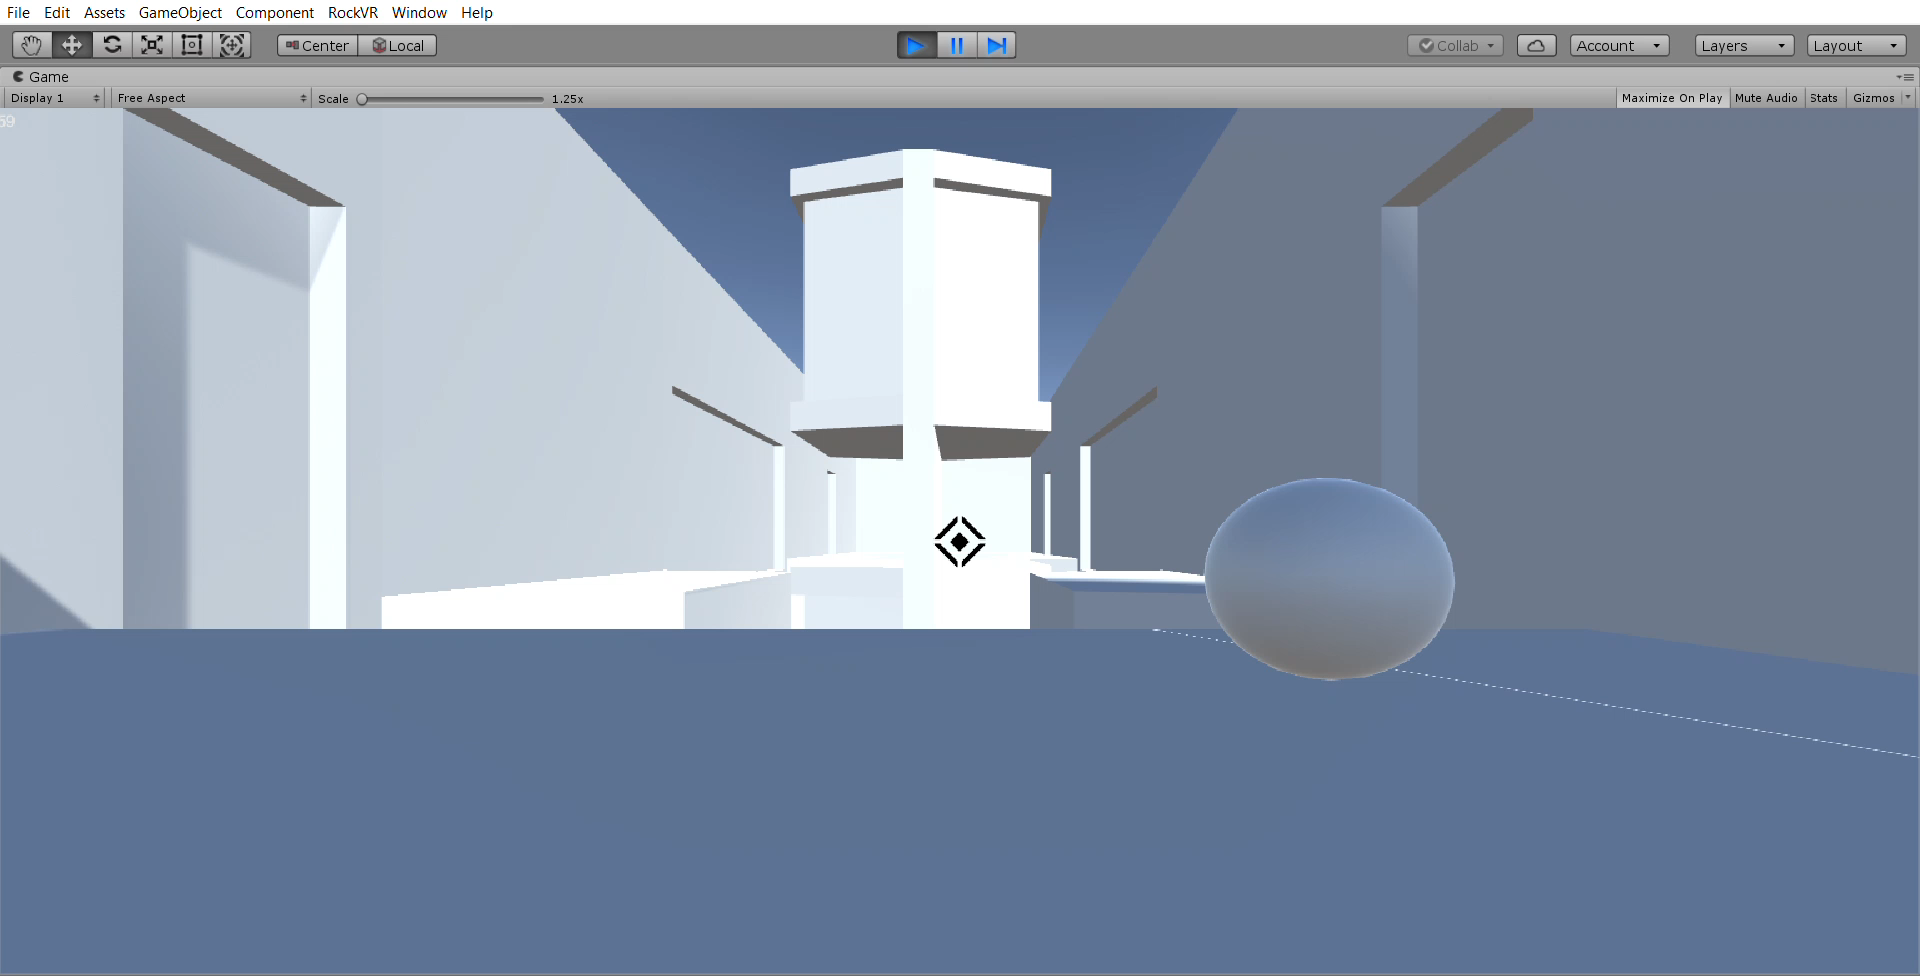 File Edit Assets GameObject Component RockVR Window Help
Center Local Collab Account Layers Layout
Game
Display 1 Free Aspect Scale 1.25x Maximize On Play Mute Audio Stats Gizmos
59